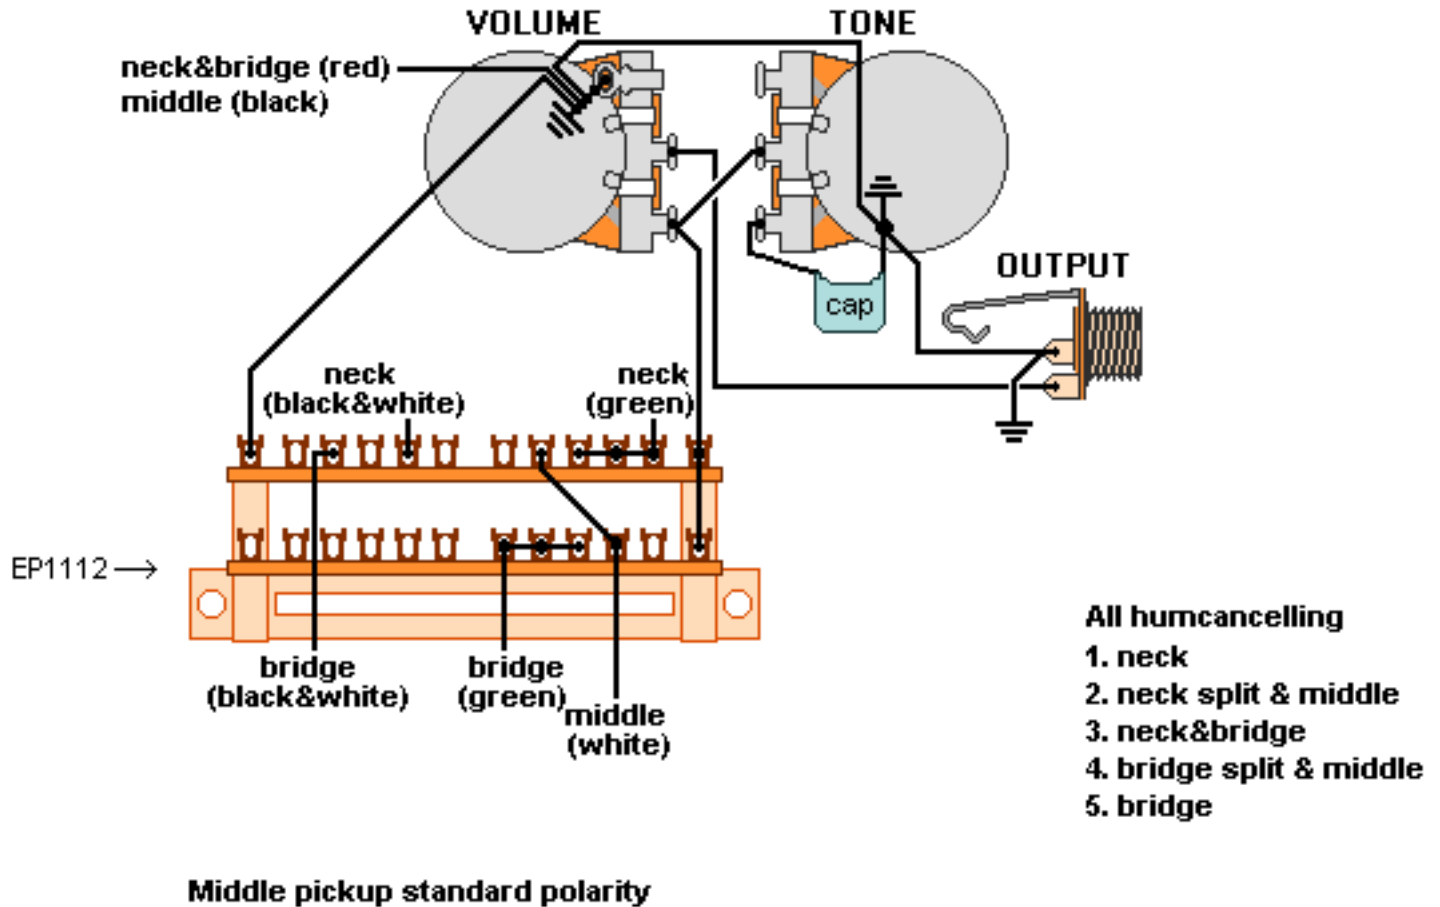 VOLUME
TONE
neck&bridge (red)
middle (black)
OUTPUT
cap
neck
(black&white)
neck
(green)
EP1112
bridge
(black&white)
bridge
(green)
middle
(white)
All humcancelling
1. neck
2. neck split & middle
3. neck&bridge
4. bridge split & middle
5. bridge
Middle pickup standard polarity